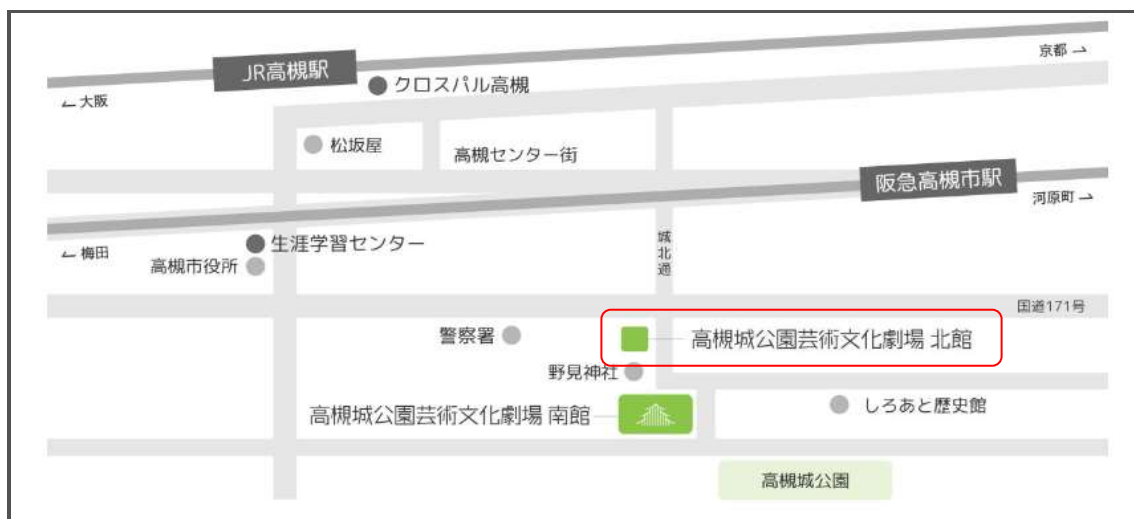 京都 →
JR高槻駅
クロスパル高槻
← 大阪
松坂屋
高槻センター街
阪急高槻市駅
河原町 →
生涯学習センター
城北通
← 梅田
高槻市役所
国道171号
警察署
高槻城公園芸術文化劇場 北館
野見神社
しろあと歴史館
高槻城公園芸術文化劇場 南館
高槻城公園